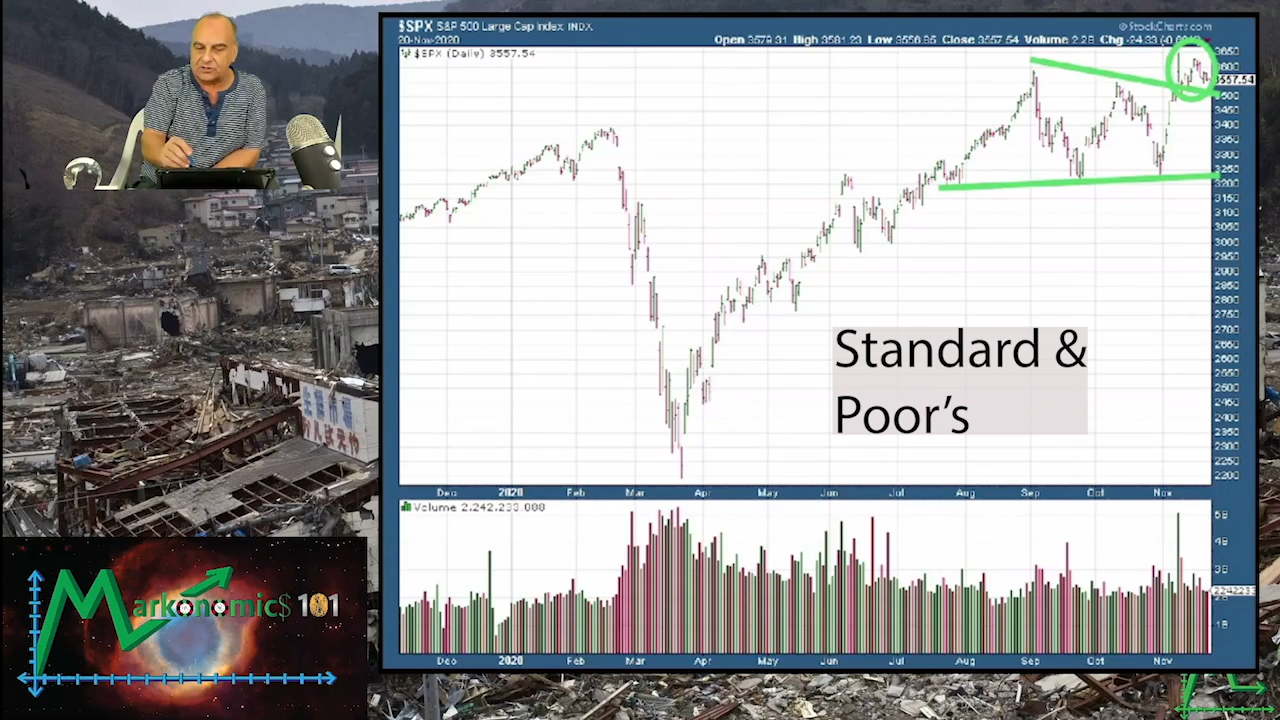 $SPX S&P 500 Large Cap Index INDX
© StockCharts.com
20-Nov-2020
Open 3579.31 High 3581.23 Low 3556.85 Close 3557.54 Volume 2.2B Chg -24.33
$SPX (Daily) 3557.54
3650
3600
3557.54
3500
3450
3400
3350
3300
3250
3200
3150
3100
3050
3000
2950
2900
2850
2800
2750
2700
2650
2600
2550
2500
2450
2400
2350
2300
2250
2200
Standard &
Poor’s
Dec 2020 Feb Mar Apr May Jun Jul Aug Sep Oct Nov
Volume 2,242,233,088
5B
4B
3B
1B
Dec 2020 Feb Mar Apr May Jun Jul Aug Sep Oct Nov
Markonomic$ 101